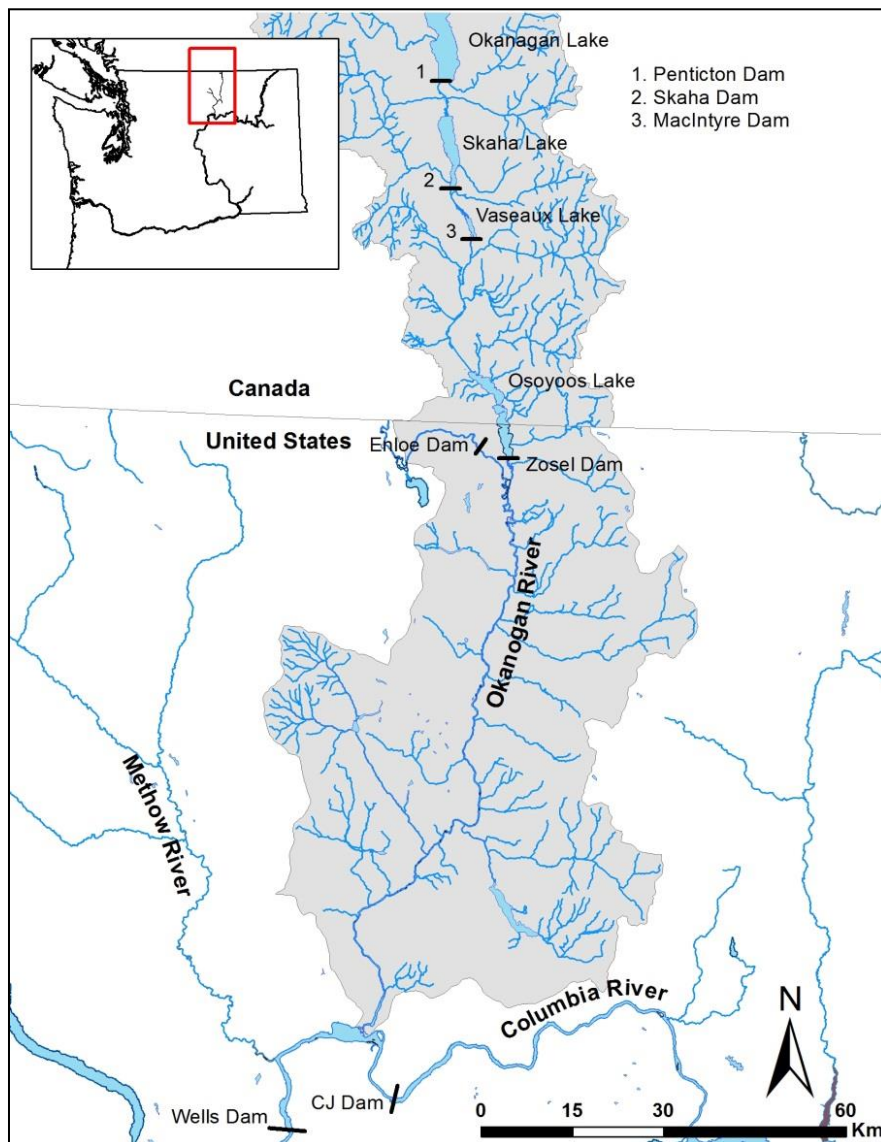 Okanagan Lake
1
1. Penticton Dam
2. Skaha Dam
3. MacIntyre Dam
Skaha Lake
2
Vaseaux Lake
3
Osoyoos Lake
Canada
United States
Enloe Dam
Zosel Dam
Okanogan River
Methow River
Columbia River
N
CJ Dam
Wells Dam
0 15 30 60
Km